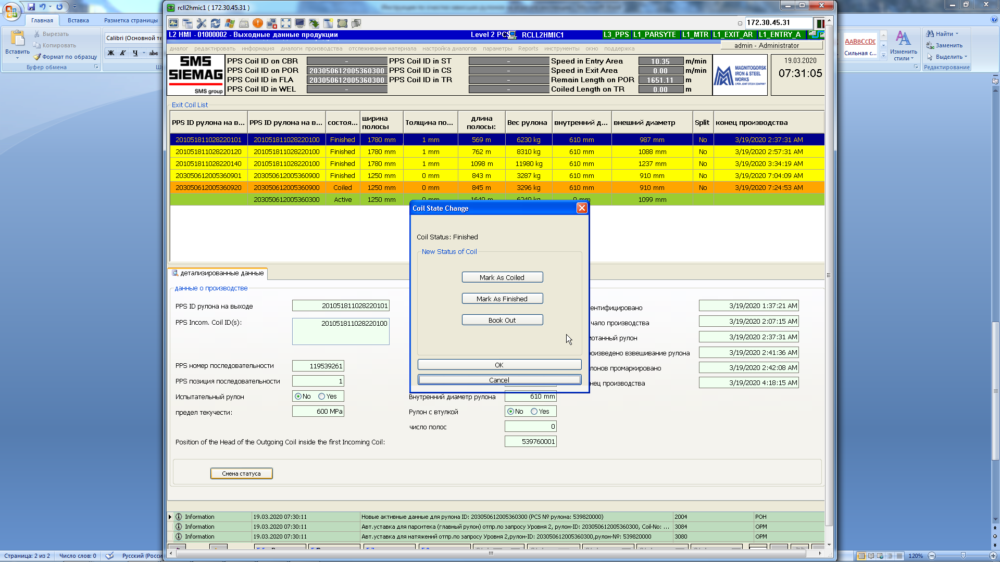 rcll2hmic1 ( 172.30.45.31 )
Главная Вставка Разметка страницы
Вставить
Вырезать
Копировать
Формат по образцу
Буфер обмена
Calibri (Основной те
Ж К Ч abe
172.30.45.31
L2 HMI - 01000002 - Выходные данные продукции Level 2 PCS RCLL2HMIC1 L3_PPS L1_PARSYTE L1_MTR L1_EXIT_AR L1_ENTRY_A
диалог редактировать информация диалоги производства отслеживание материала настройка диалогов параметры Reports инструменты окно поддержка admin - Administrator
SMS
SIEMAG
SMS group
PPS Coil ID on CBR - PPS Coil ID in ST - Speed in Entry Area 10.35 m/min
PPS Coil ID on POR 203050612005360300 PPS Coil ID in CS - Speed in Exit Area 0.00 m/min
PPS Coil ID in FLA 203050612005360300 PPS Coil ID in TR - Remain Length on POR 1651.11 m
PPS Coil ID in WEL - - Coiled Length on TR 0.00 m
MAGNITOGORSK
IRON & STEEL
WORKS
OPEN JOINT STOCK COMPANY
19.03.2020
07:31:05
AaBbCcDc
Сильная с...
Изменить
стили
Найти
Заменить
Выделить
Редактирование
Exit Coil List
PPS ID рулона на в... PPS ID рулона на в... состоя... ширина полосы Толщина по... длина полосы: Вес рулона внутренний д... внешний диаметр Split конец производства
201051811028220101 201051811028220100 Finished 1780 mm 1 mm 569 m 6230 kg 610 mm 987 mm No 3/19/2020 2:37:31 AM
201051811028220120 201051811028220100 Finished 1780 mm 1 mm 762 m 8310 kg 610 mm 1088 mm No 3/19/2020 2:57:31 AM
201051811028220140 201051811028220100 Finished 1780 mm 1 mm 1098 m 11980 kg 610 mm 1237 mm No 3/19/2020 3:34:19 AM
203050612005360901 203050612005360900 Finished 1250 mm 0 mm 843 m 3287 kg 610 mm 910 mm No 3/19/2020 7:04:09 AM
203050612005360920 203050612005360900 Coiled 1250 mm 0 mm 845 m 3296 kg 610 mm 910 mm No 3/19/2020 7:24:53 AM
203050612005360300 Active 1250 mm 0 mm 1640 m 6240 kg 0 mm 1099 mm
Coil State Change
Coil Status: Finished
New Status of Coil
Mark As Coiled
Mark As Finished
Book Out
OK
Cancel
детализированные данные
данные о производстве
PPS ID рулона на выходе 201051811028220101
PPS Incom. Coil ID(s): 201051811028220100
PPS номер последовательности 119539261
PPS позиция последовательности 1
Испытательный рулон No Yes
предел текучести: 600 MPa
Внутренний диаметр рулона 610 mm
Рулон с втулкой No Yes
число полос 0
Position of the Head of the Outgoing Coil inside the first Incoming Coil: 539760001
ентифицировано 3/19/2020 1:37:21 AM
чало производства 3/19/2020 2:07:15 AM
отанный рулон 3/19/2020 2:37:31 AM
оизведено взвешивание рулона 3/19/2020 2:41:36 AM
лонов промаркировано 3/19/2020 2:42:08 AM
нец производства 3/19/2020 4:18:15 AM
Смена статуса
Information 19.03.2020 07:30:11 Новые активные данные для рулона ID: 203050612005360300 (PCS № рулона: 539820000) 2004 POH
Information 19.03.2020 07:30:11 Авт.уставка для парситека (главный рулон) отпр.по запросу Уровня 2, рулон-ID: 203050612005360300, Coil-No: ... 3084 OPM
Information 19.03.2020 07:30:11 Авт.уставка для натяжений отпр.по запросу Уровня 2,рулон-ID: 203050612005360300,рулон-№: 539820000 3080 OPM
Страница: 2 из 2 Число слов: 0 Русский (Росси 120%